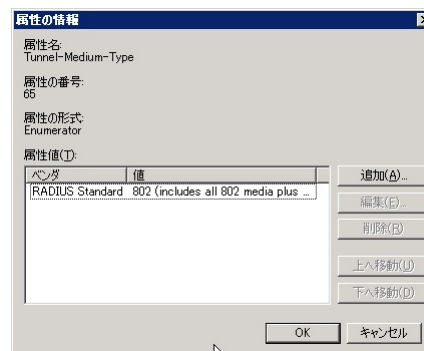 属性の情報
属性名:
Tunnel-Medium-Type
属性の番号:
65
属性の形式:
Enumerator
属性値(T):
ベンダ 値
RADIUS Standard 802 (includes all 802 media plus ...
追加(A)...
編集(E)...
削除(R)
上へ移動(U)
下へ移動(D)
OK キャンセル